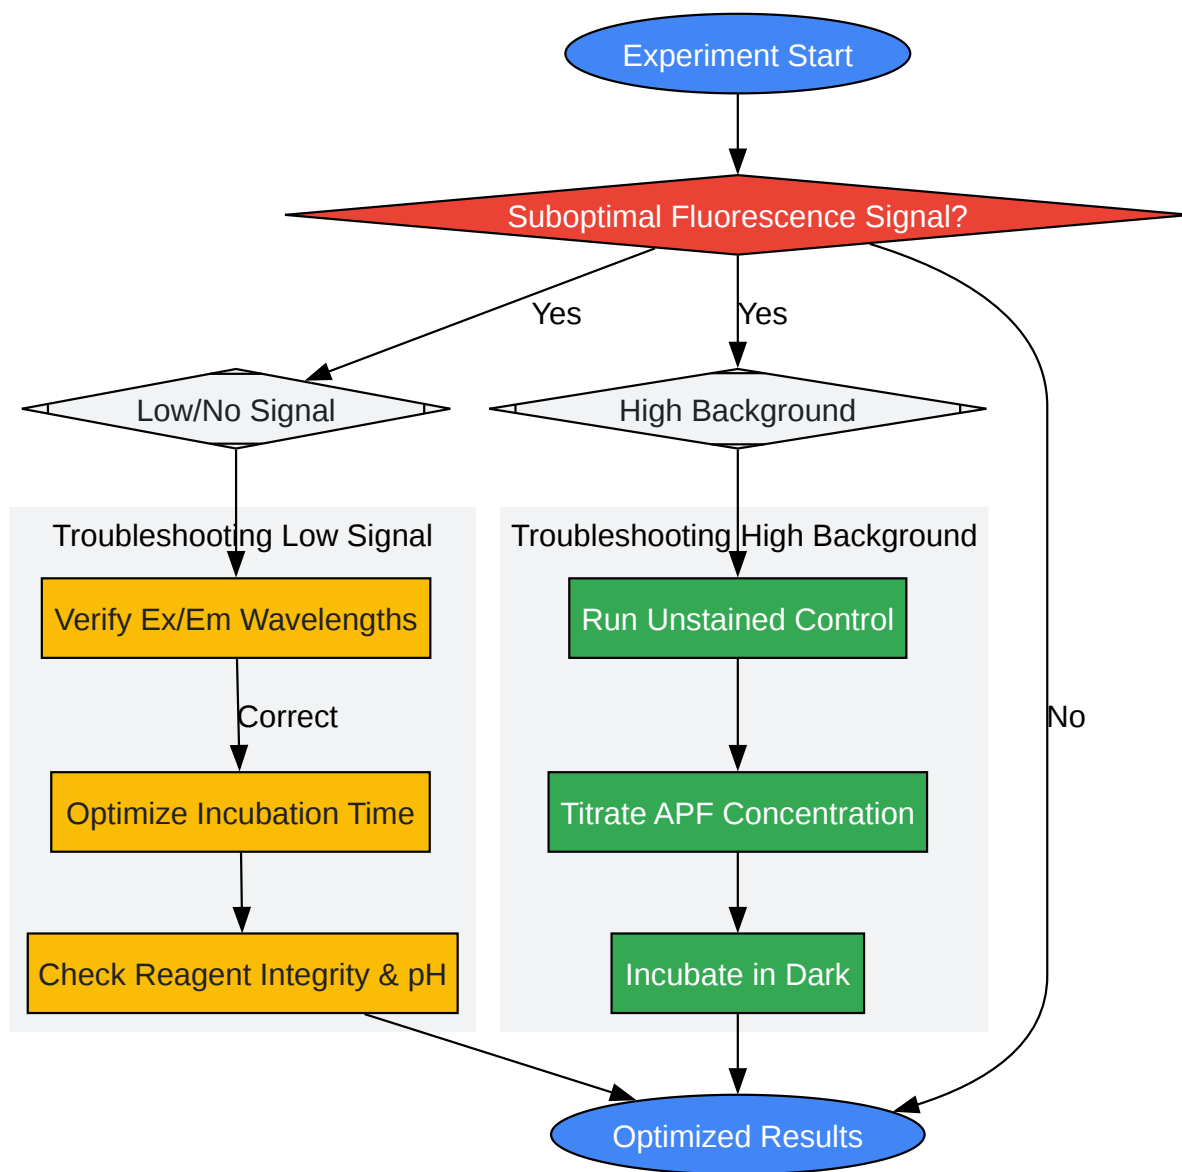 Experiment Start
Suboptimal Fluorescence Signal?
Yes
Yes
Low/No Signal
High Background
Troubleshooting Low Signal
Troubleshooting High Background
Verify Ex/Em Wavelengths
Run Unstained Control
Correct
No
Optimize Incubation Time
Titrate APF Concentration
Check Reagent Integrity & pH
Incubate in Dark
Optimized Results